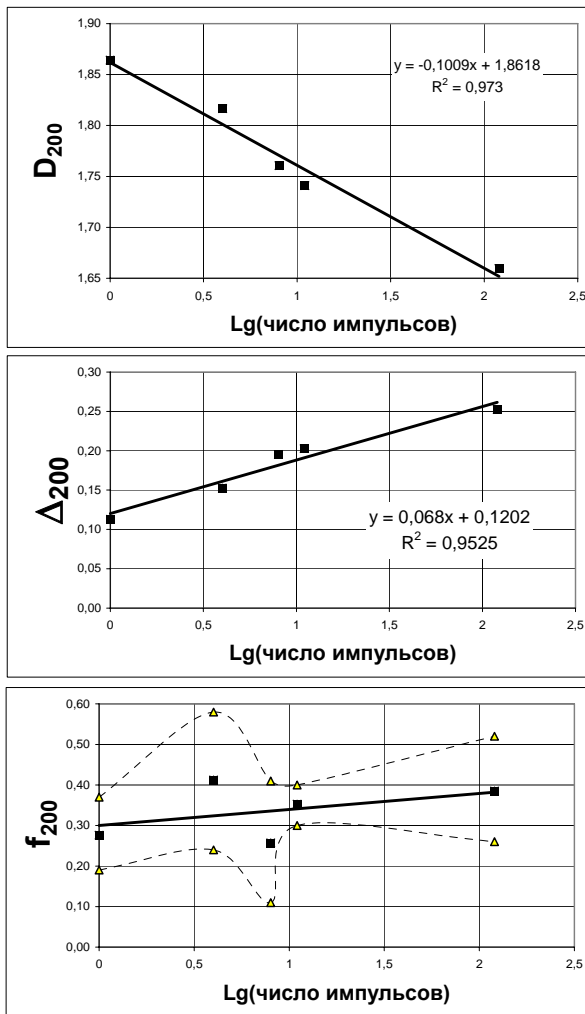 1,90
1,85
1,80
1,75
1,70
1,65
D200
y = -0,1009x + 1,8618
R2 = 0,973
0 0,5 1 1,5 2 2,5
Lg(число импульсов)
0,30
0,25
0,20
0,15
0,10
0,05
0,00
Δ200
y = 0,068x + 0,1202
R2 = 0,9525
0 0,5 1 1,5 2 2,5
Lg(число импульсов)
0,60
0,50
0,40
0,30
0,20
0,10
0,00
f200
0 0,5 1 1,5 2 2,5
Lg(число импульсов)